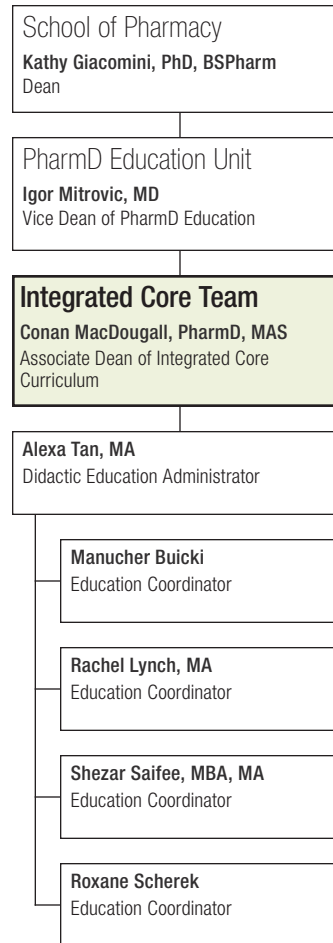 School of Pharmacy
Kathy Giacomini, PhD, BSPharm
Dean
PharmD Education Unit
Igor Mitrovic, MD
Vice Dean of PharmD Education
Integrated Core Team
Conan MacDougall, PharmD, MAS
Associate Dean of Integrated Core
Curriculum
Alexa Tan, MA
Didactic Education Administrator
Manucher Buicki
Education Coordinator
Rachel Lynch, MA
Education Coordinator
Shezar Saifee, MBA, MA
Education Coordinator
Roxane Scherek
Education Coordinator